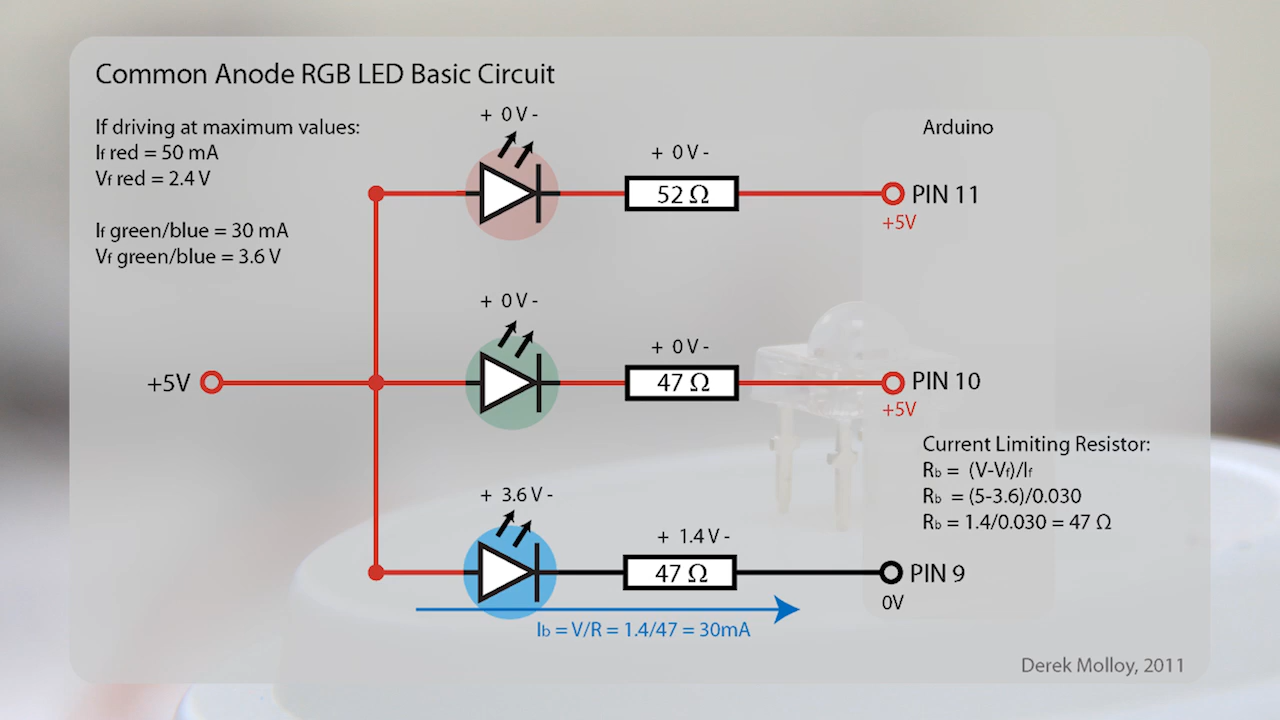 Common Anode RGB LED Basic Circuit
If driving at maximum values:
If red = 50 mA
Vf red = 2.4 V
If green/blue = 30 mA
Vf green/blue = 3.6 V
+ 0 V -
+ 0 V -
Arduino
52 Ω
PIN 11
+5V
+ 0 V -
+ 0 V -
+5V
47 Ω
PIN 10
+5V
Current Limiting Resistor:
Rb = (V-Vf)/If
Rb = (5-3.6)/0.030
Rb = 1.4/0.030 = 47 Ω
+ 3.6 V -
+ 1.4 V -
47 Ω
PIN 9
0V
Ib = V/R = 1.4/47 = 30mA
Derek Molloy, 2011